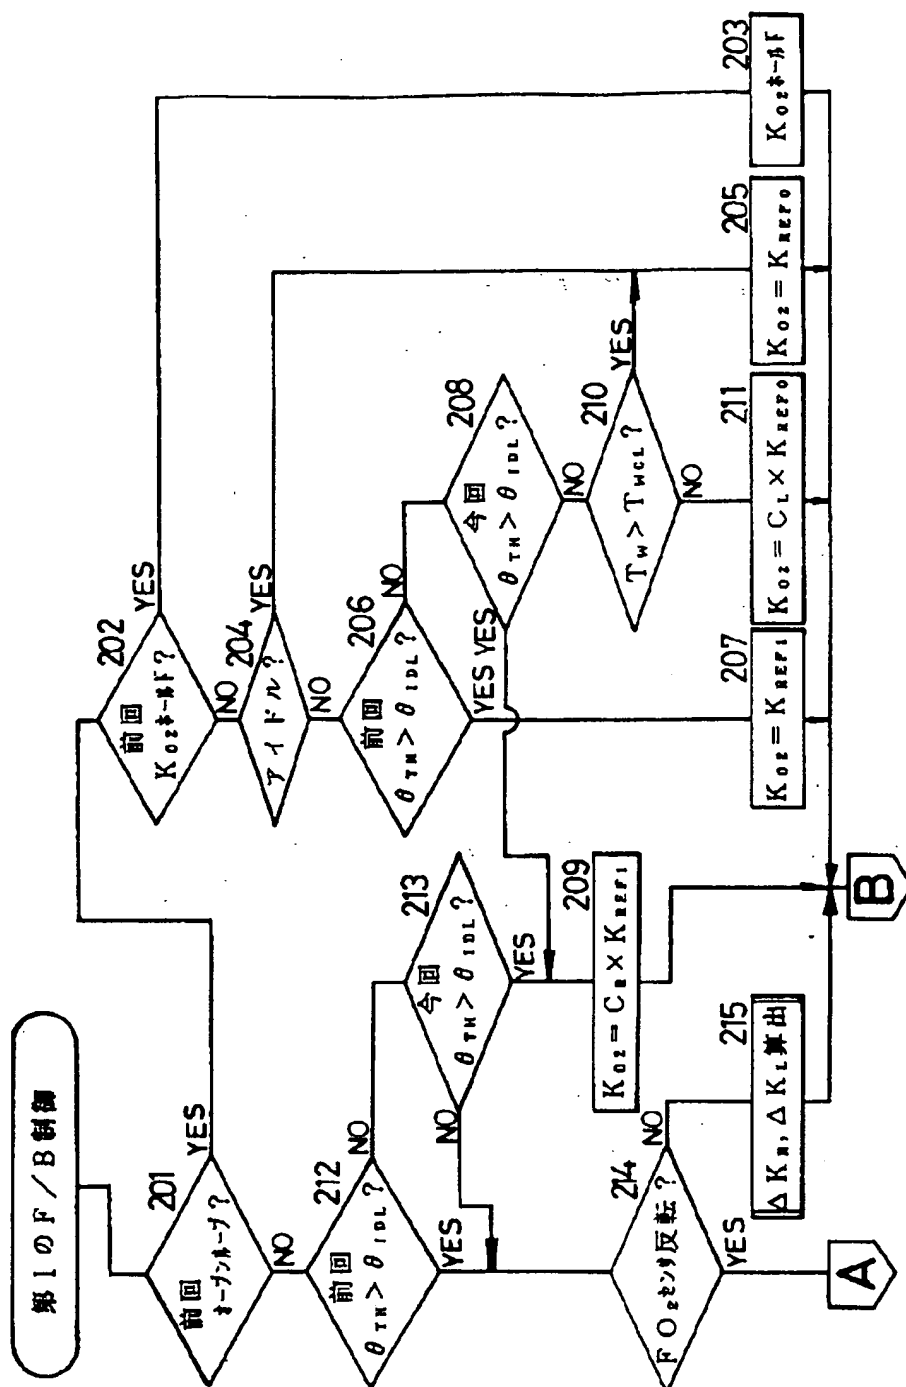 第1のF/B制御
201
前回
オープンループ?
YES
NO
202
前回
KO2ホールド?
YES
NO
203
KO2ホールド
204
アイドル?
YES
NO
205
KO2=KREF0
206
前回
θTH>θIDL?
NO
YES
207
KO2=KREF1
208
今回
θTH>θIDL?
YES
NO
209
KO2=CR×KREF1
210
TW>TWCL?
YES
NO
211
KO2=CL×KREF0
212
前回
θTH>θIDL?
NO
YES
213
今回
θTH>θIDL?
NO
YES
214
FO2センサ反転?
NO
YES
215
ΔKR,ΔKL算出
A
B